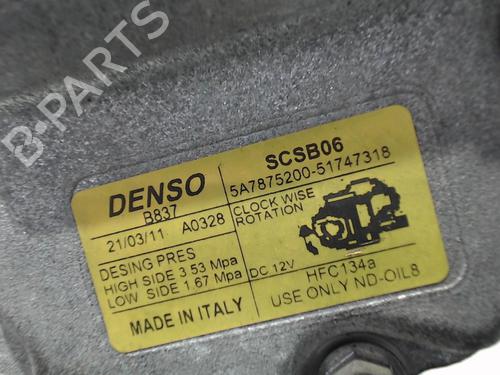 B-PARTS
DENSO
B837
21/03/11 A0328
DESING PRES
HIGH SIDE 3 53 Mpa
LOW SIDE 1.67 Mpa
MADE IN ITALY
SCSB06
5A7875200-51747318
CLOCK WISE
ROTATION
DC 12V
HFC134a
USE ONLY ND-OIL8